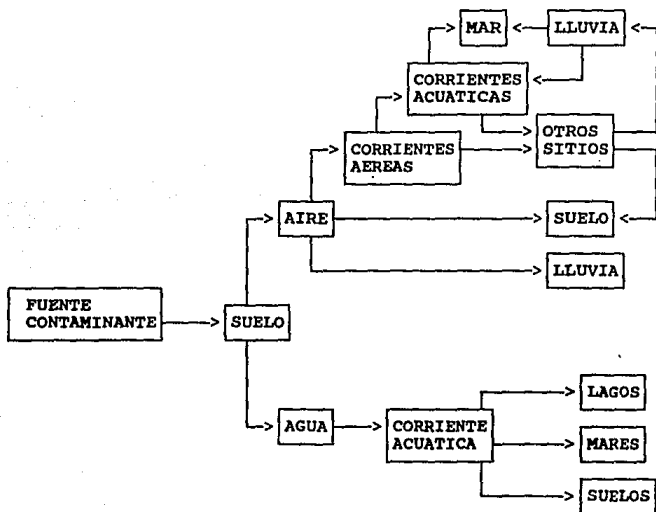 MAR
LLUVIA
CORRIENTES
ACUATICAS
OTROS
SITIOS
CORRIENTES
AEREAS
AIRE
SUELO
LLUVIA
FUENTE
CONTAMINANTE
SUELO
LAGOS
AGUA
CORRIENTE
ACUATICA
MARES
SUELOS